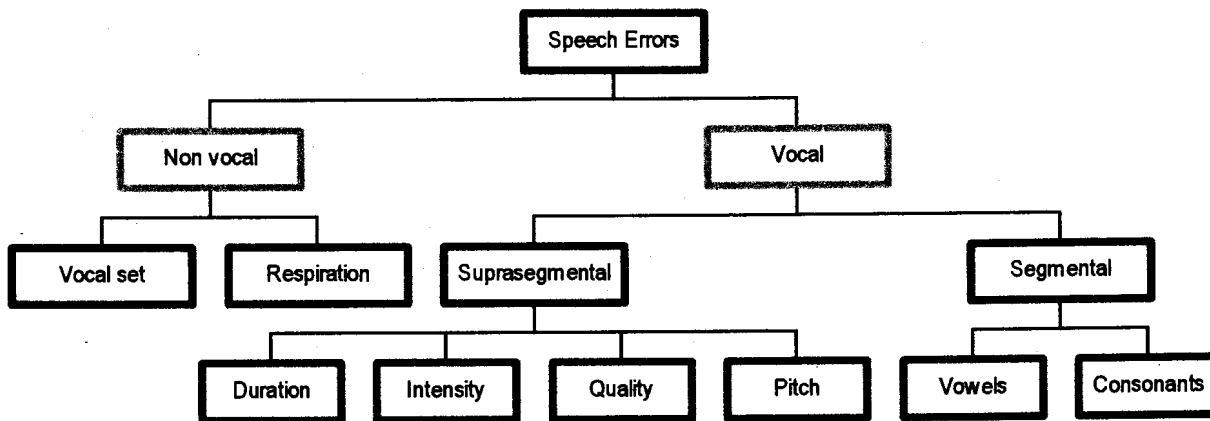 Speech Errors
Non vocal
Vocal
Vocal set
Respiration
Suprasegmental
Segmental
Duration
Intensity
Quality
Pitch
Vowels
Consonants